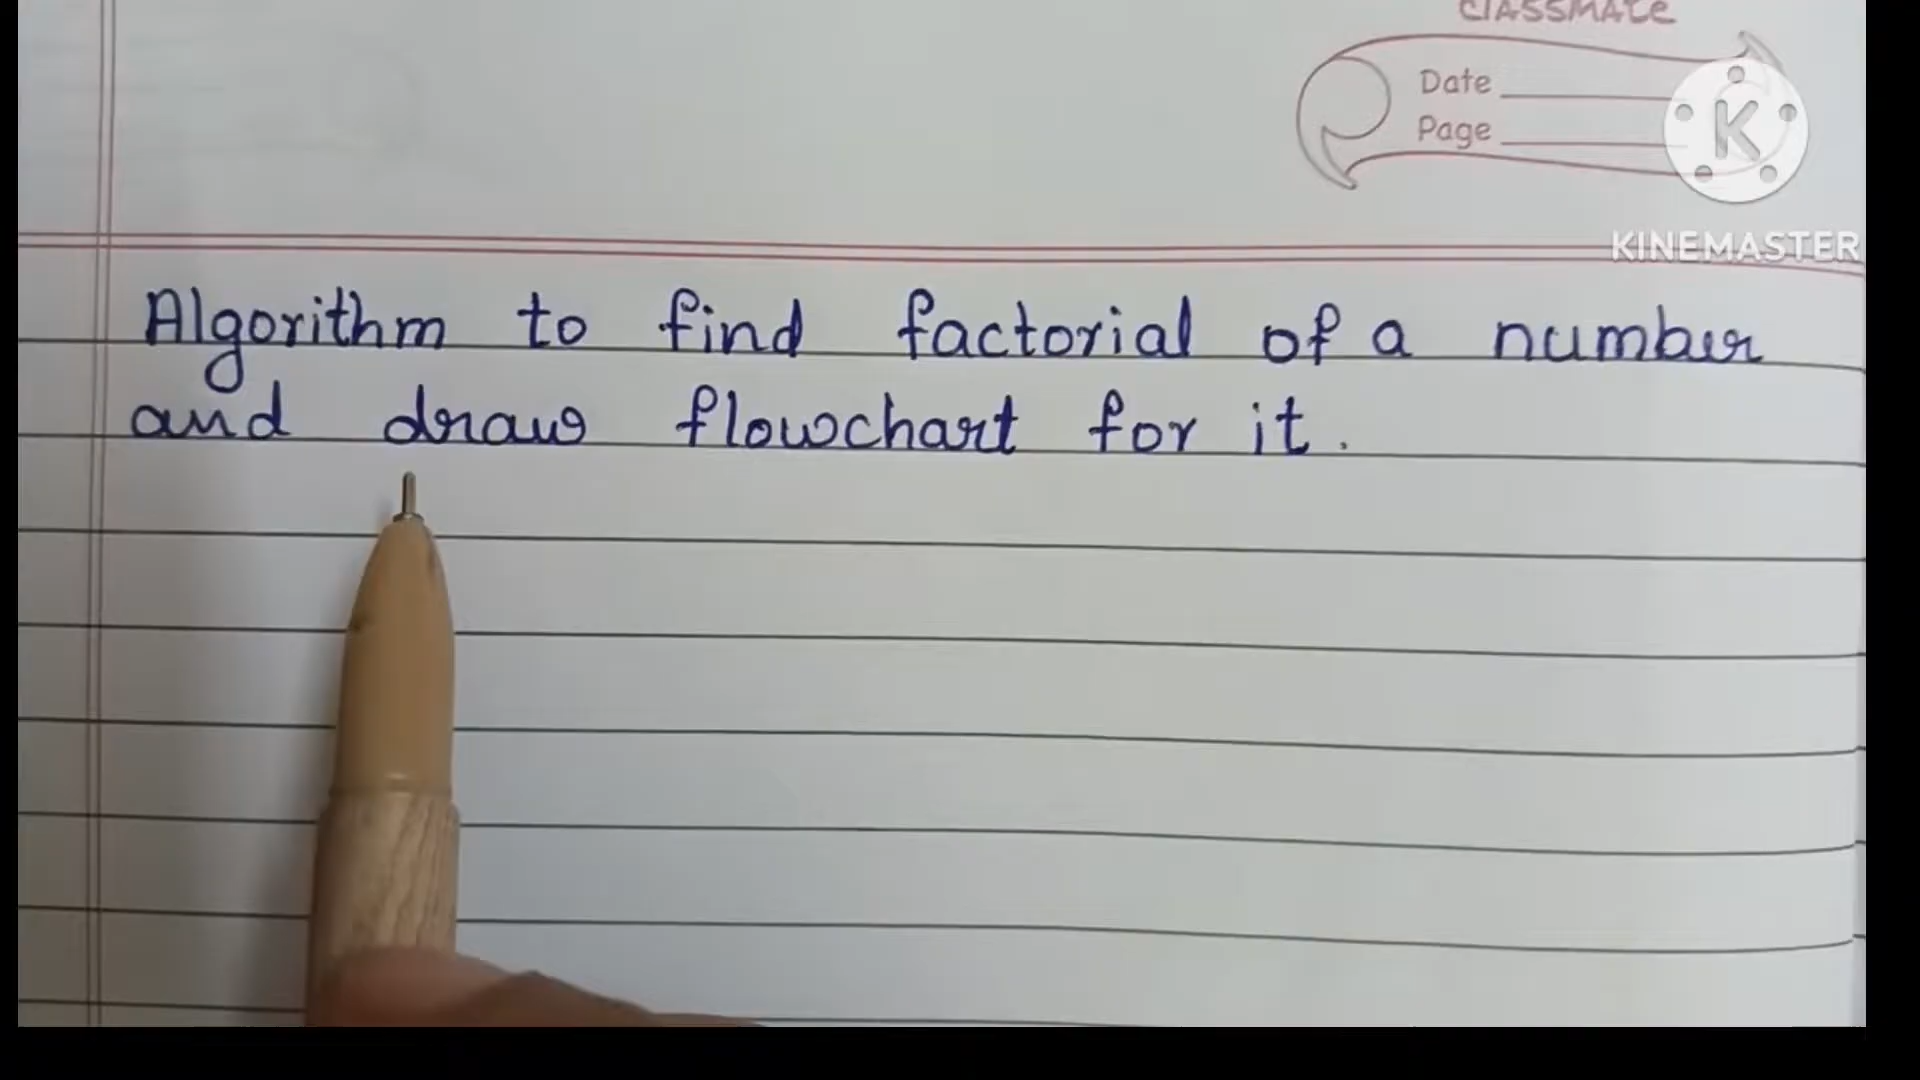 classmate
Date
Page
KINEMASTER
Algorithm to find factorial of a number
and draw flowchart for it.